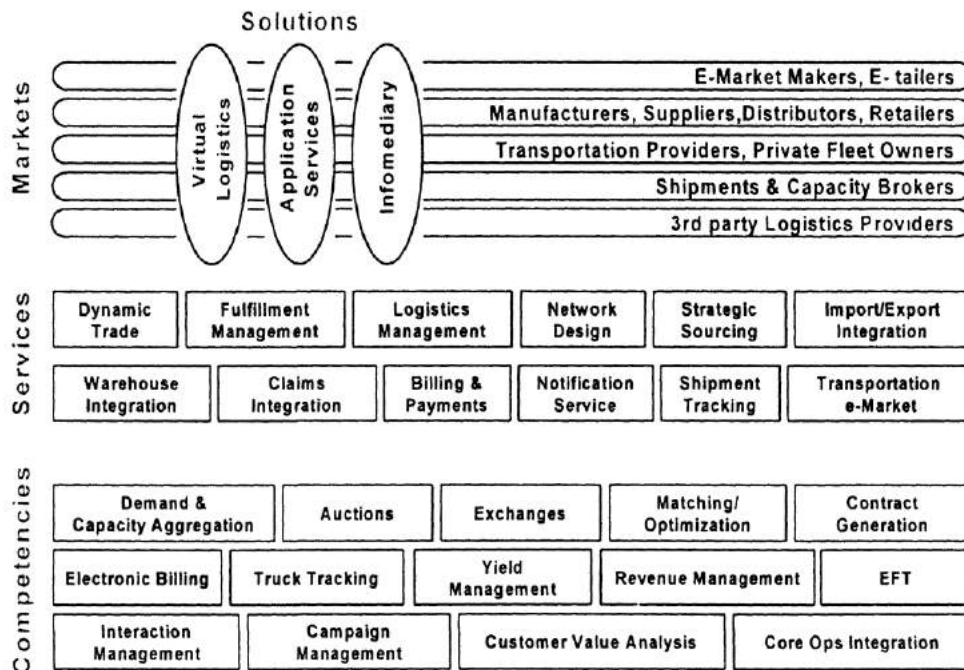 Solutions
Markets
Virtual
Logistics
Application
Services
Infomediary
E-Market Makers, E- tailers
Manufacturers, Suppliers,Distributors, Retailers
Transportation Providers, Private Fleet Owners
Shipments & Capacity Brokers
3rd party Logistics Providers
Services
Dynamic
Trade
Fulfillment
Management
Logistics
Management
Network
Design
Strategic
Sourcing
Import/Export
Integration
Warehouse
Integration
Claims
Integration
Billing &
Payments
Notification
Service
Shipment
Tracking
Transportation
e-Market
Competencies
Demand &
Capacity Aggregation
Auctions
Exchanges
Matching/
Optimization
Contract
Generation
Electronic Billing
Truck Tracking
Yield
Management
Revenue Management
EFT
Interaction
Management
Campaign
Management
Customer Value Analysis
Core Ops Integration